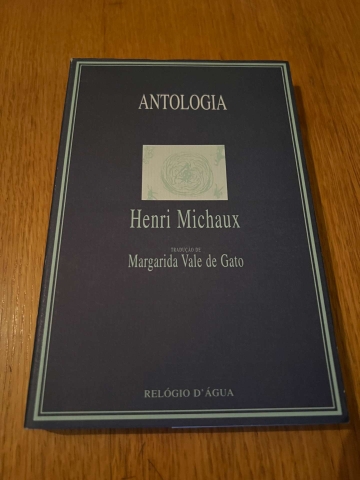 ANTOLOGIA
Henri Michaux
TRADUÇÃO DE
Margarida Vale de Gato
RELÓGIO D'ÁGUA